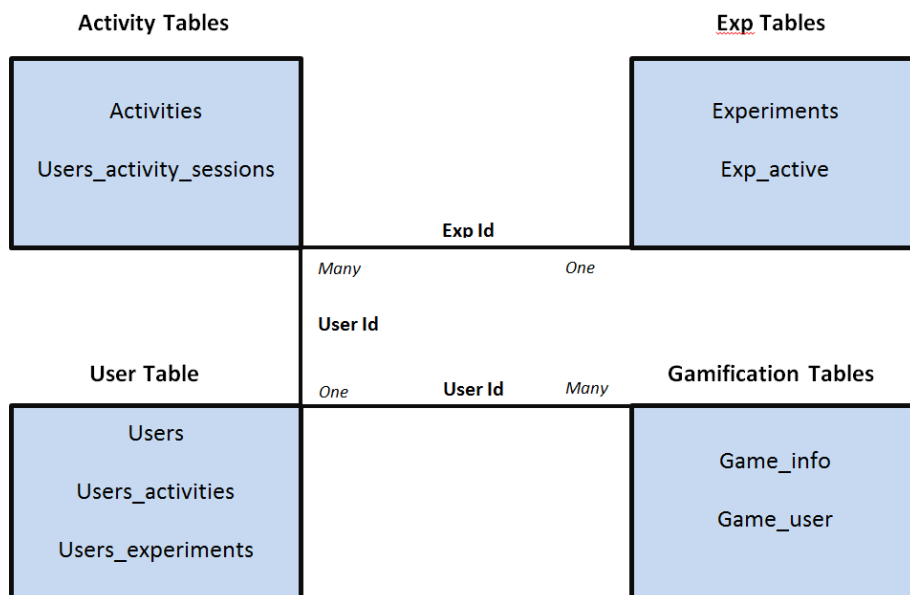 Activity Tables
Exp Tables
Activities
Users_activity_sessions
Experiments
Exp_active
Exp Id
Many
One
User Id
User Table
Gamification Tables
One
User Id
Many
Users
Users_activities
Users_experiments
Game_info
Game_user